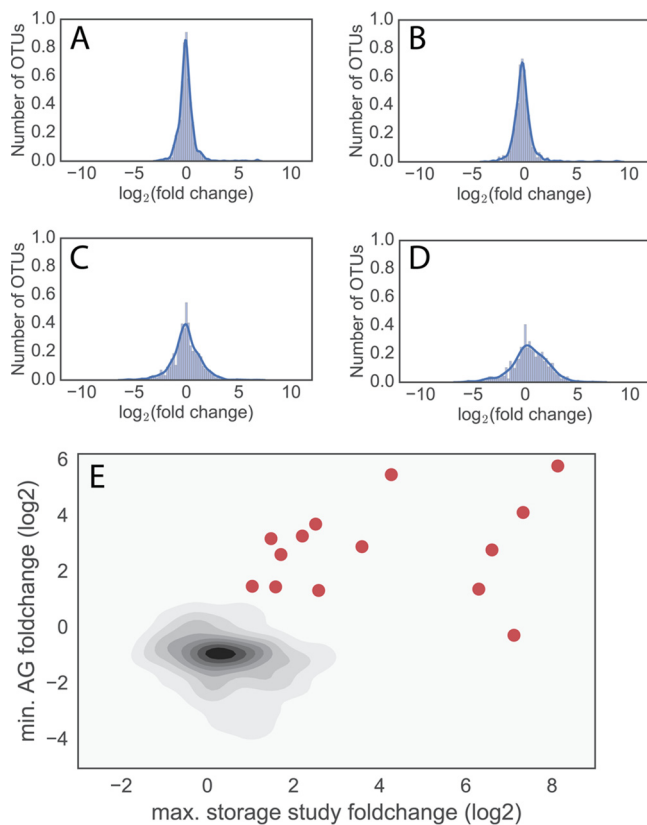 A
Number of OTUs
1.0
0.8
0.6
0.4
0.2
0.0
−10 −5 0 5 10
log2(fold change)
B
Number of OTUs
1.0
0.8
0.6
0.4
0.2
0.0
−10 −5 0 5 10
log2(fold change)
C
Number of OTUs
1.0
0.8
0.6
0.4
0.2
0.0
−10 −5 0 5 10
log2(fold change)
D
Number of OTUs
1.0
0.8
0.6
0.4
0.2
0.0
−10 −5 0 5 10
log2(fold change)
E
min. AG foldchange (log2)
6
4
2
0
−2
−4
−2 0 2 4 6 8
max. storage study foldchange (log2)